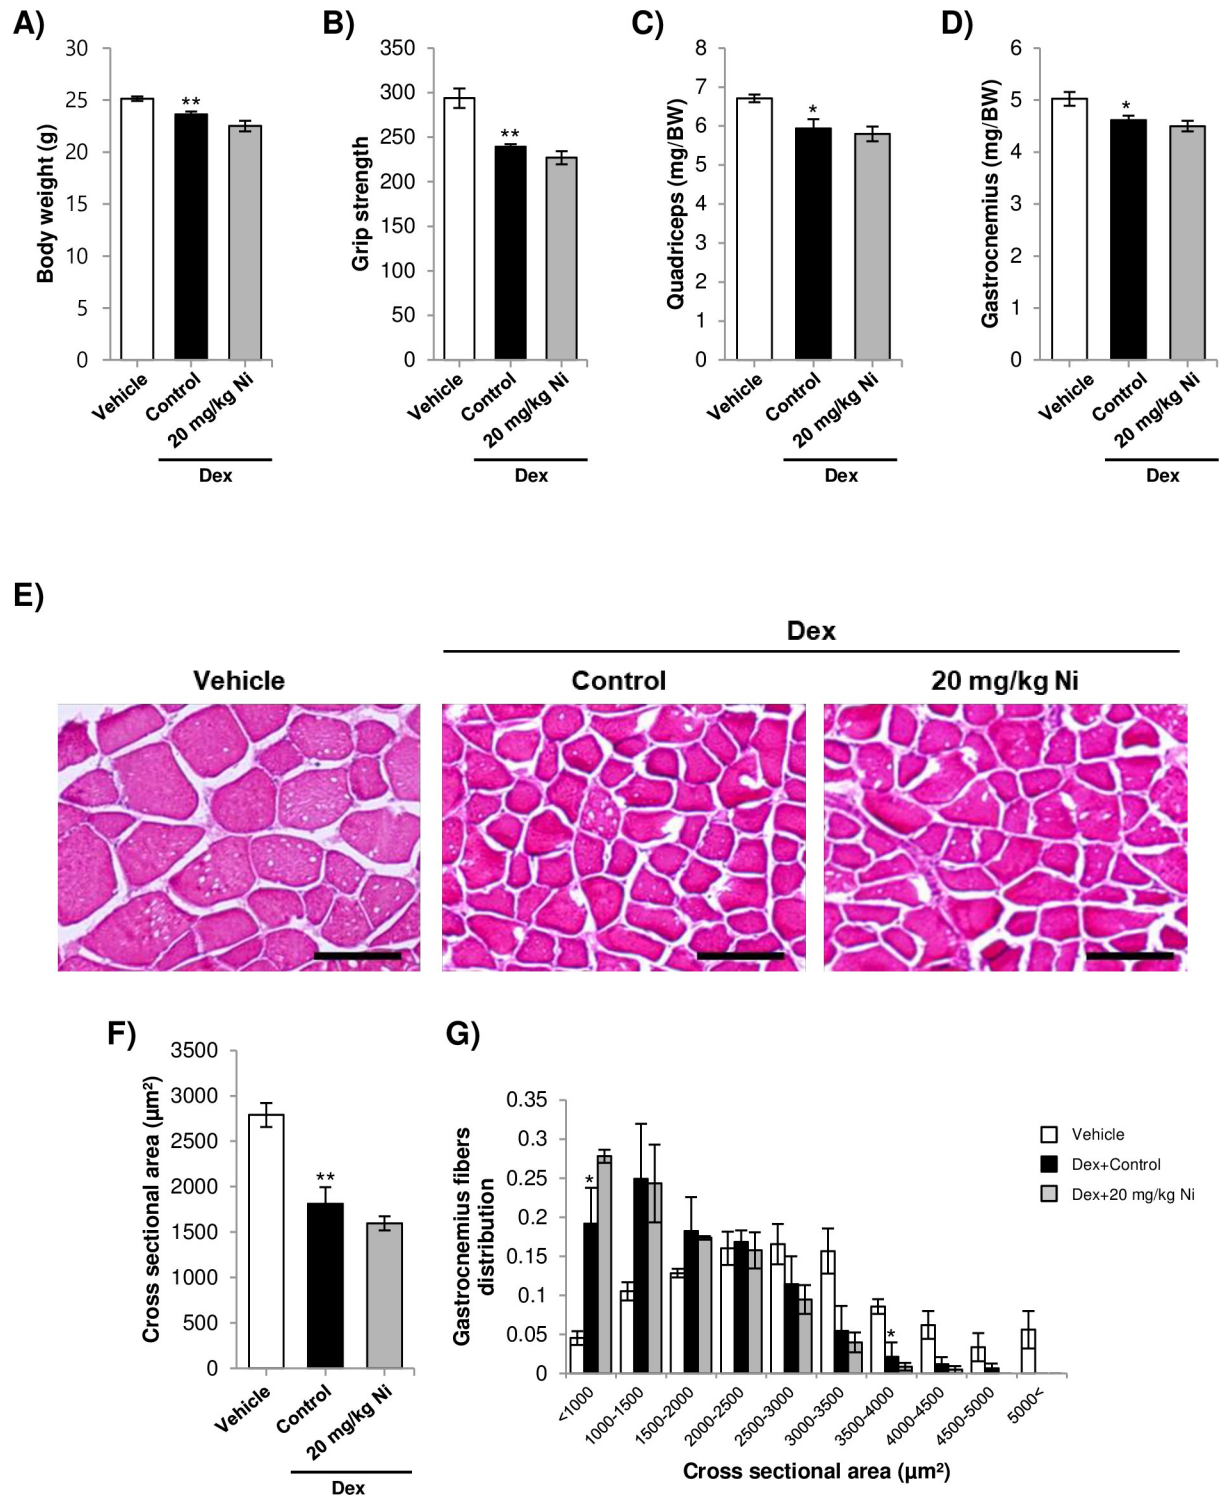 A)
B)
C)
D)
30
25
20
15
10
5
0
Body weight (g)
**
Vehicle
Control
20 mg/kg Ni
Dex
350
300
250
200
150
100
50
0
Grip strength
**
Vehicle
Control
20 mg/kg Ni
Dex
8
7
6
5
4
3
2
1
0
Quadriceps (mg/BW)
*
Vehicle
Control
20 mg/kg Ni
Dex
6
5
4
3
2
1
0
Gastrocnemius (mg/BW)
*
Vehicle
Control
20 mg/kg Ni
Dex
E)
Dex
Vehicle
Control
20 mg/kg Ni
F)
3500
3000
2500
2000
1500
1000
500
0
Cross sectional area (µm²)
**
Vehicle
Control
20 mg/kg Ni
Dex
G)
0.35
0.3
0.25
0.2
0.15
0.1
0.05
0
Gastrocnemius fibers
distribution
*
*
<1000
1000-1500
1500-2000
2000-2500
2500-3000
3000-3500
3500-4000
4000-4500
4500-5000
5000<
Cross sectional area (µm²)
Vehicle
Dex+Control
Dex+20 mg/kg Ni